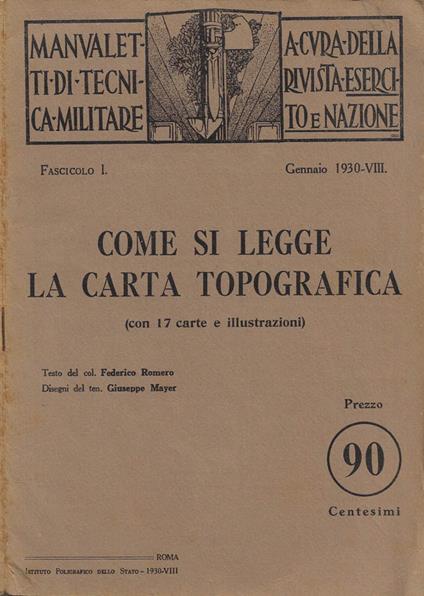 MANVALET-
TI·DI·TECNI-
CA·MILITARE
A·CVRA·DELLA
RIVISTA·ESERCI-
TO E NAZIONE
FASCICOLO I.
Gennaio 1930-VIII.
COME SI LEGGE
LA CARTA TOPOGRAFICA
(con 17 carte e illustrazioni)
Testo del col. Federico Romero
Disegni del ten. Giuseppe Mayer
Prezzo
90
Centesimi
ROMA
ISTITUTO POLIGRAFICO DELLO STATO - 1930-VIII